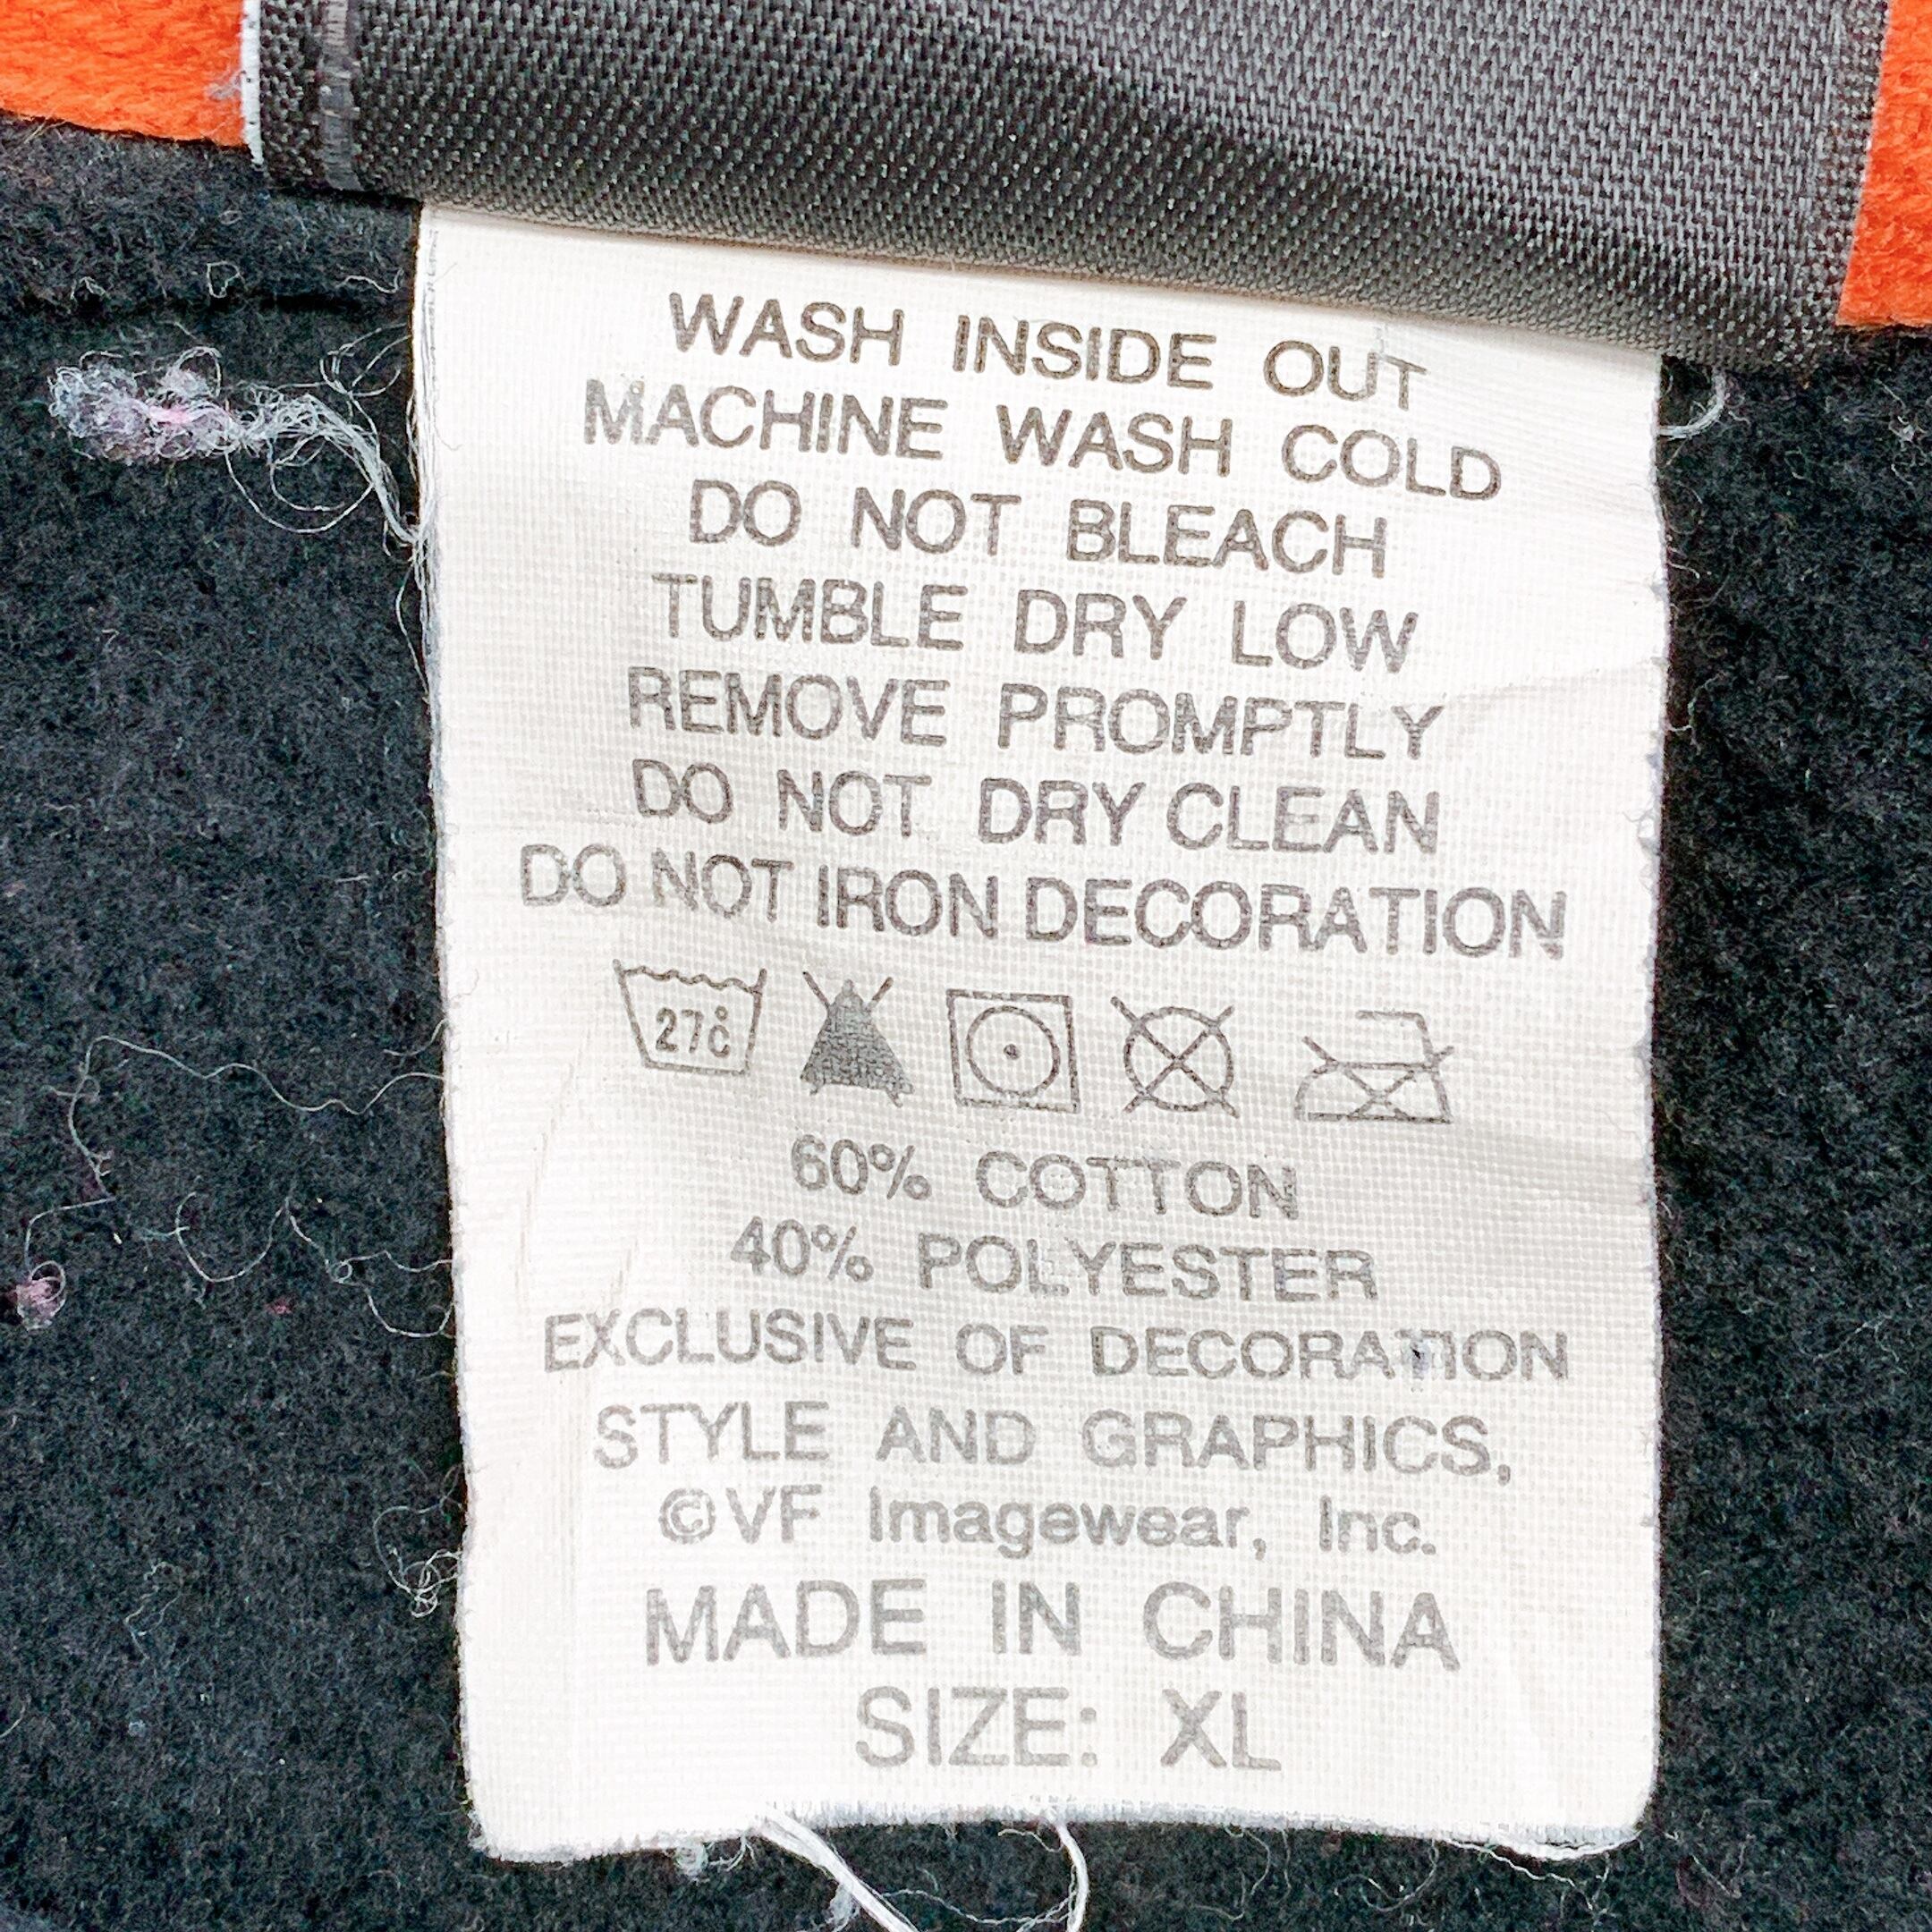 WASH INSIDE OUT
MACHINE WASH COLD
DO NOT BLEACH
TUMBLE DRY LOW
REMOVE PROMPTLY
DO NOT DRY CLEAN
DO NOT IRON DECORATION
27°C
60% COTTON
40% POLYESTER
EXCLUSIVE OF DECORATION
STYLE AND GRAPHICS,
©VF Imagewear, Inc.
MADE IN CHINA
SIZE: XL